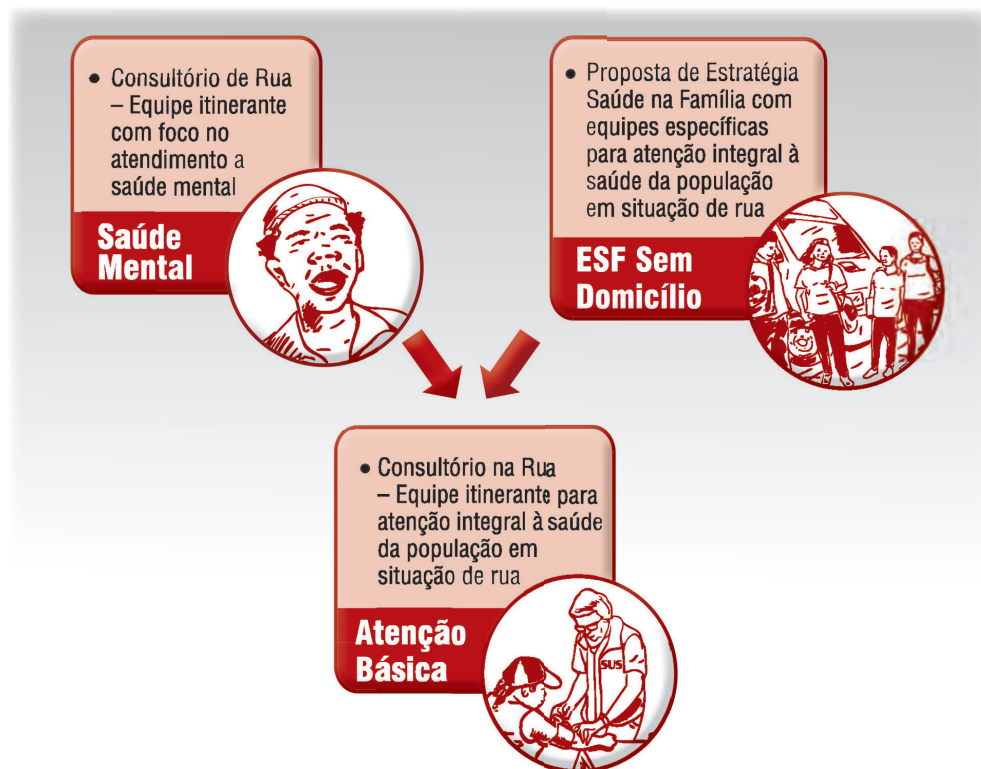 • Consultório de Rua
– Equipe itinerante
com foco no
atendimento a
saúde mental
Saúde
Mental
• Proposta de Estratégia
Saúde na Família com
equipes específicas
para atenção integral à
saúde da população
em situação de rua
ESF Sem
Domicílio
• Consultório na Rua
– Equipe itinerante para
atenção integral à saúde
da população em
situação de rua
Atenção
Básica
SUS